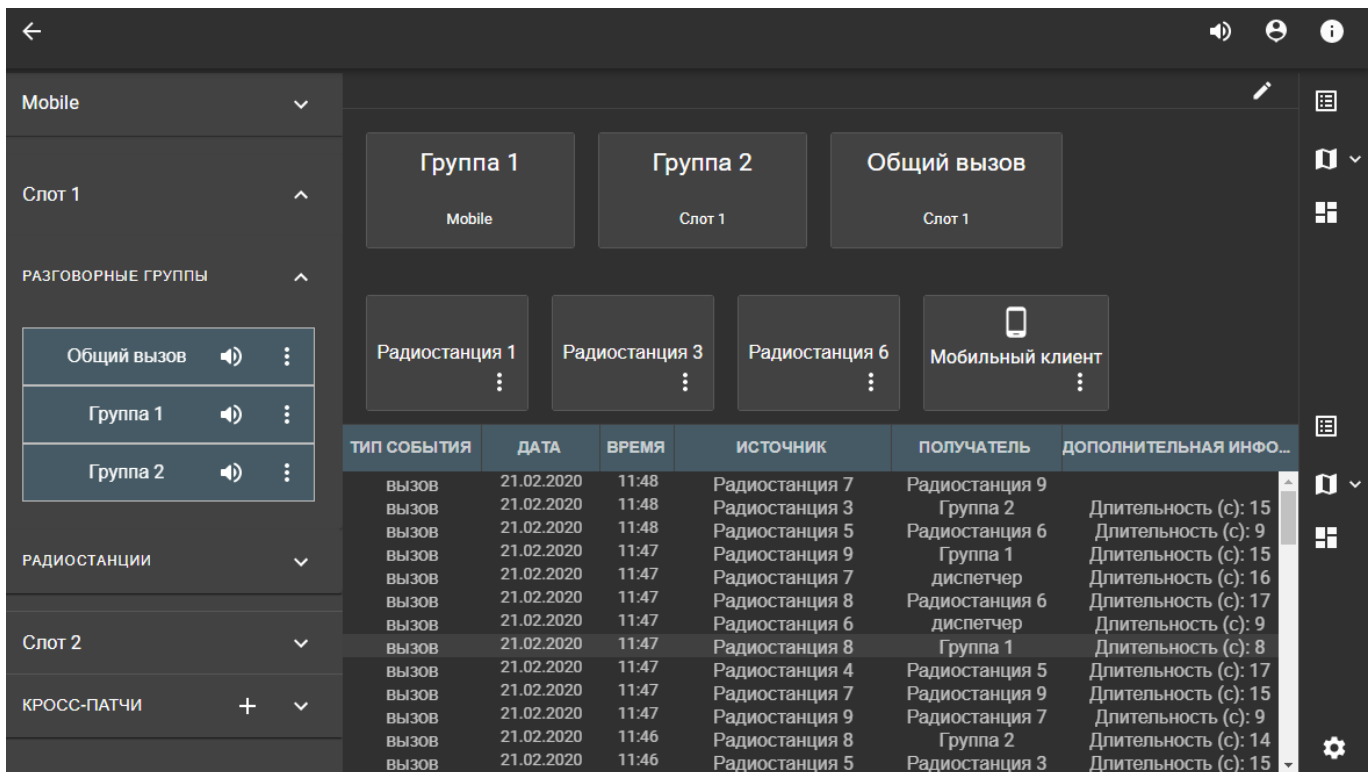 Mobile
Слот 1
РАЗГОВОРНЫЕ ГРУППЫ
Общий вызов
Группа 1
Группа 2
РАДИОСТАНЦИИ
Слот 2
КРОСС-ПАТЧИ
Группа 1 Группа 2 Общий вызов
Mobile Слот 1 Слот 1
Радиостанция 1 Радиостанция 3 Радиостанция 6 Мобильный клиент
ТИП СОБЫТИЯ ДАТА ВРЕМЯ ИСТОЧНИК ПОЛУЧАТЕЛЬ ДОПОЛНИТЕЛЬНАЯ ИНФО...
вызов 21.02.2020 11:48 Радиостанция 7 Радиостанция 9
вызов 21.02.2020 11:48 Радиостанция 3 Группа 2 Длительность (с): 15
вызов 21.02.2020 11:48 Радиостанция 5 Радиостанция 6 Длительность (с): 9
вызов 21.02.2020 11:47 Радиостанция 9 Группа 1 Длительность (с): 15
вызов 21.02.2020 11:47 Радиостанция 7 диспетчер Длительность (с): 16
вызов 21.02.2020 11:47 Радиостанция 8 Радиостанция 6 Длительность (с): 17
вызов 21.02.2020 11:47 Радиостанция 6 диспетчер Длительность (с): 9
вызов 21.02.2020 11:47 Радиостанция 8 Группа 1 Длительность (с): 8
вызов 21.02.2020 11:47 Радиостанция 4 Радиостанция 5 Длительность (с): 17
вызов 21.02.2020 11:47 Радиостанция 7 Радиостанция 9 Длительность (с): 15
вызов 21.02.2020 11:47 Радиостанция 9 Радиостанция 7 Длительность (с): 9
вызов 21.02.2020 11:46 Радиостанция 8 Группа 2 Длительность (с): 14
вызов 21.02.2020 11:46 Радиостанция 5 Радиостанция 3 Длительность (с): 15